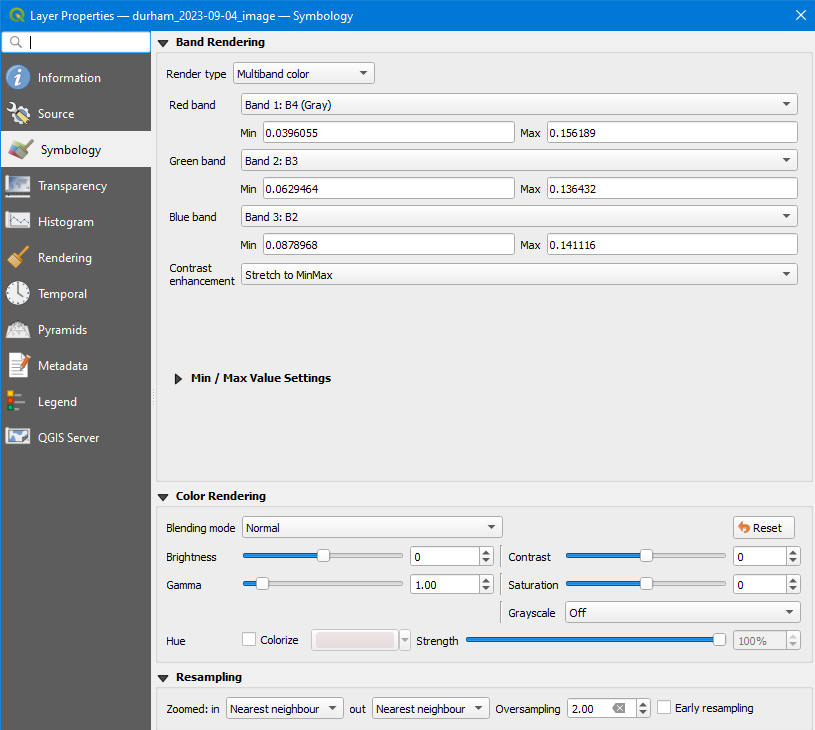 Layer Properties — durham_2023-09-04_image — Symbology
Information
Source
Symbology
Transparency
Histogram
Rendering
Temporal
Pyramids
Metadata
Legend
QGIS Server
Band Rendering
Render type Multiband color
Red band Band 1: B4 (Gray)
Min 0.0396055 Max 0.156189
Green band Band 2: B3
Min 0.0629464 Max 0.136432
Blue band Band 3: B2
Min 0.0878968 Max 0.141116
Contrast
enhancement Stretch to MinMax
Min / Max Value Settings
Color Rendering
Blending mode Normal Reset
Brightness 0 Contrast 0
Gamma 1.00 Saturation 0
Grayscale Off
Hue Colorize Strength 100%
Resampling
Zoomed: in Nearest neighbour out Nearest neighbour Oversampling 2.00 Early resampling